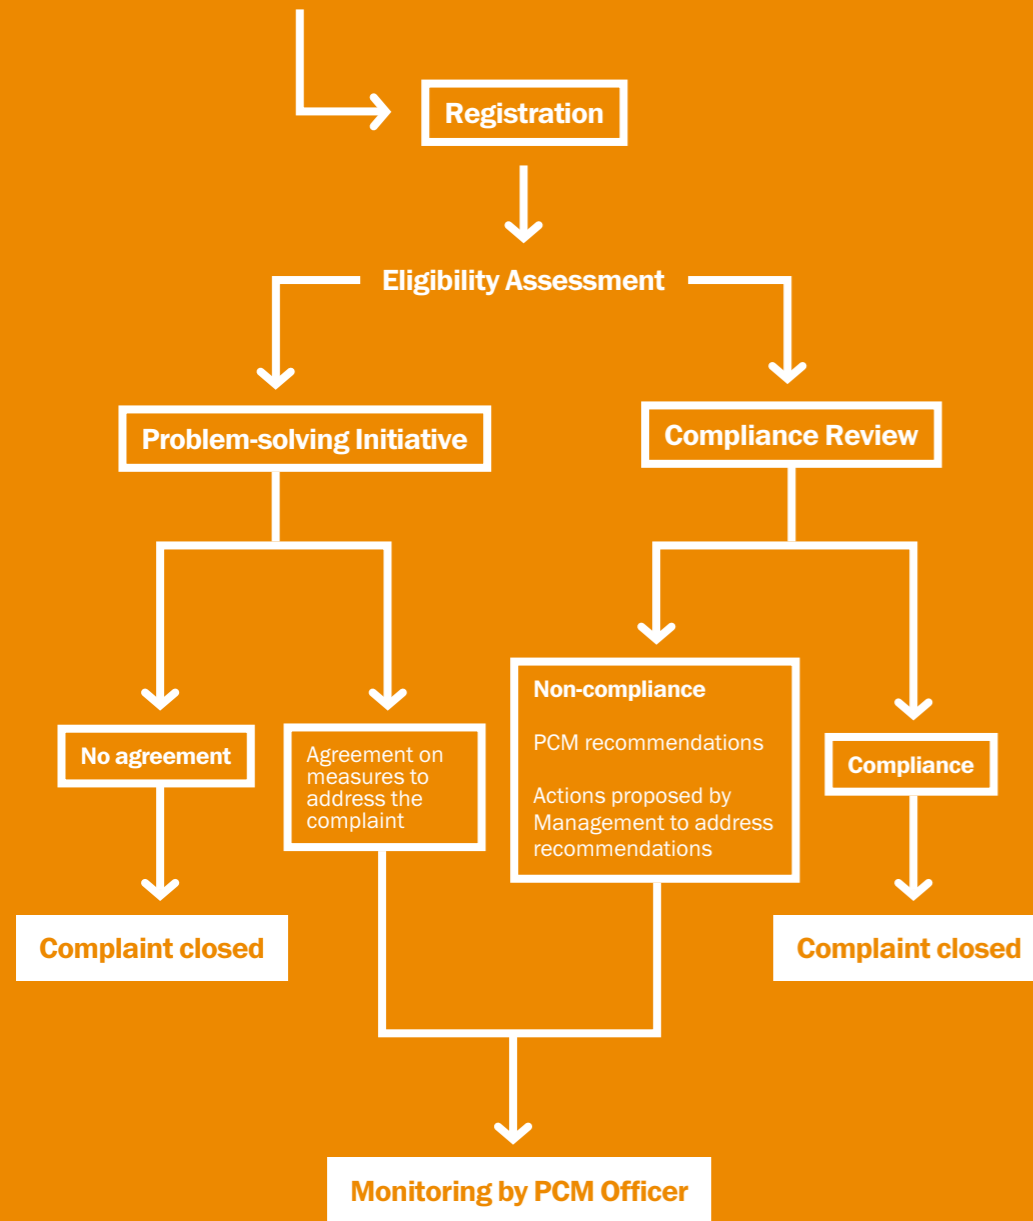 Registration
Eligibility Assessment
Problem-solving Initiative
Compliance Review
No agreement
Agreement on
measures to
address the
complaint
Non-compliance
PCM recommendations
Actions proposed by
Management to address
recommendations
Compliance
Complaint closed
Complaint closed
Monitoring by PCM Officer